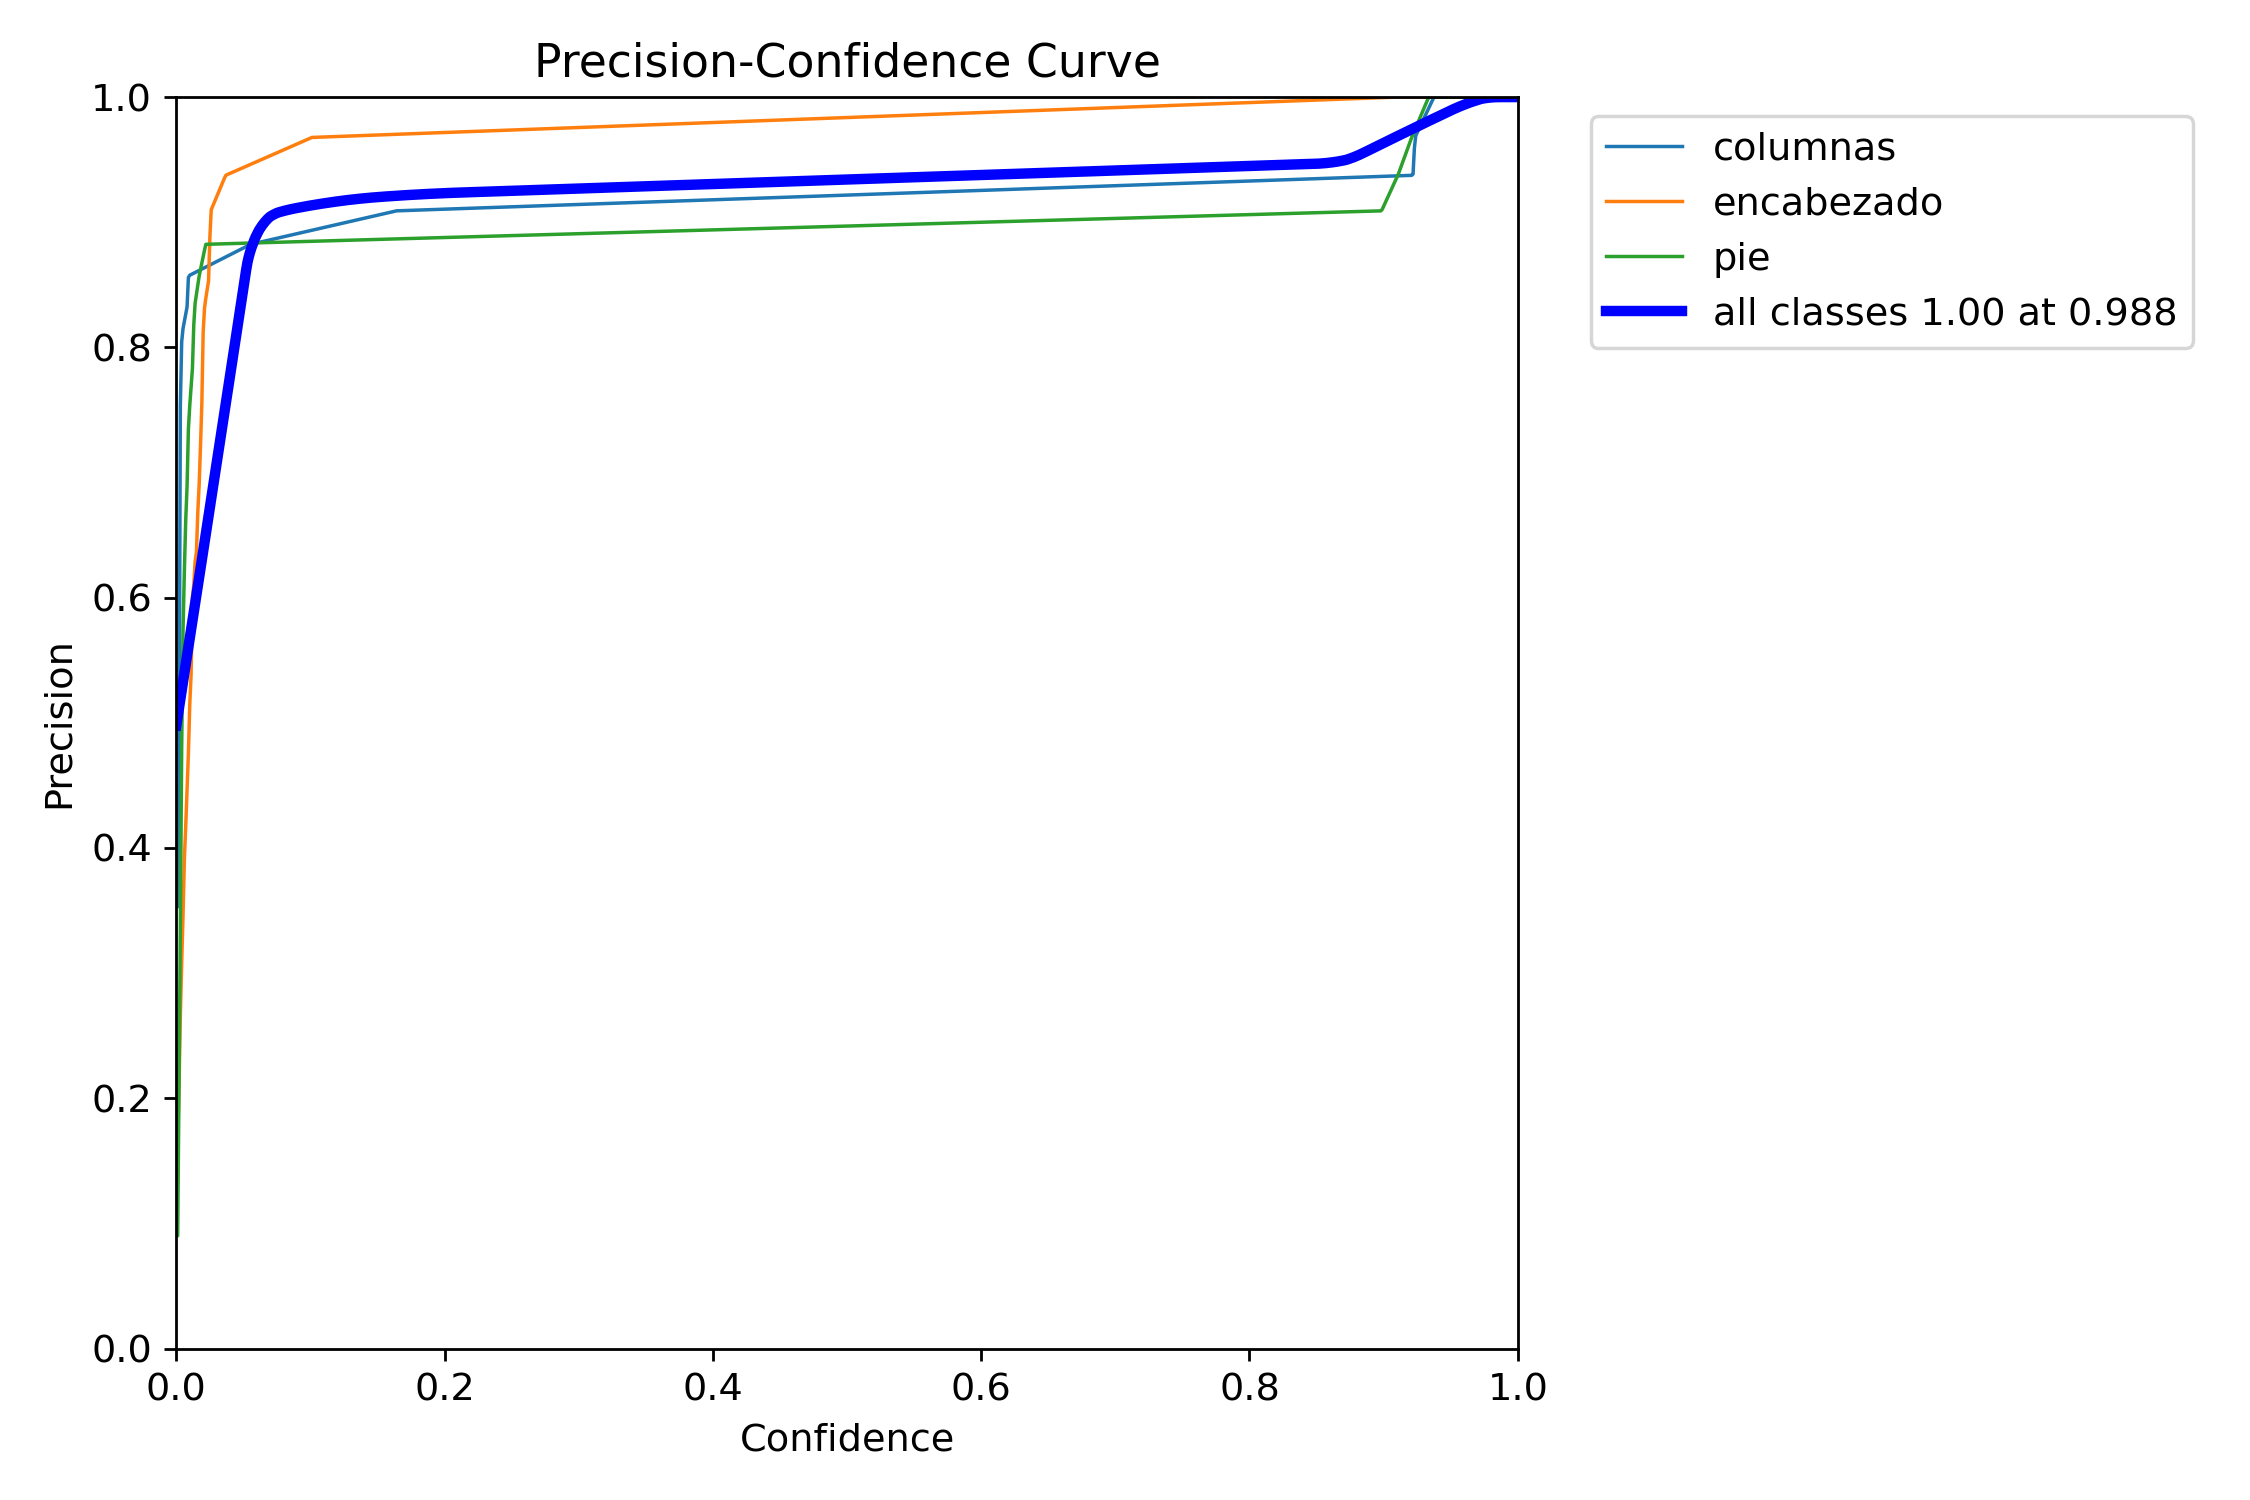 Precision-Confidence Curve
1.0
0.8
0.6
0.4
0.2
0.0
Precision
0.0 0.2 0.4 0.6 0.8 1.0
Confidence
columnas
encabezado
pie
all classes 1.00 at 0.988